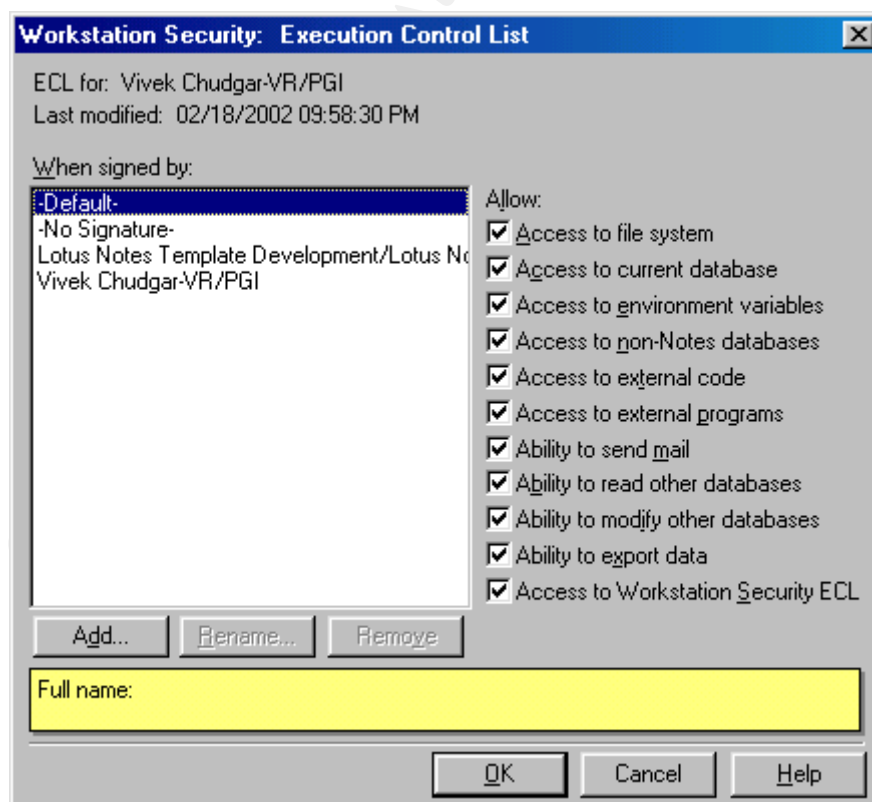 Workstation Security: Execution Control List
ECL for: Vivek Chudgar-VR/PGI
Last modified: 02/18/2002 09:58:30 PM
When signed by:
-Default-
-No Signature-
Lotus Notes Template Development/Lotus No
Vivek Chudgar-VR/PGI
Allow:
Access to file system
Access to current database
Access to environment variables
Access to non-Notes databases
Access to external code
Access to external programs
Ability to send mail
Ability to read other databases
Ability to modify other databases
Ability to export data
Access to Workstation Security ECL
Add...
Rename...
Remove
Full name:
OK
Cancel
Help